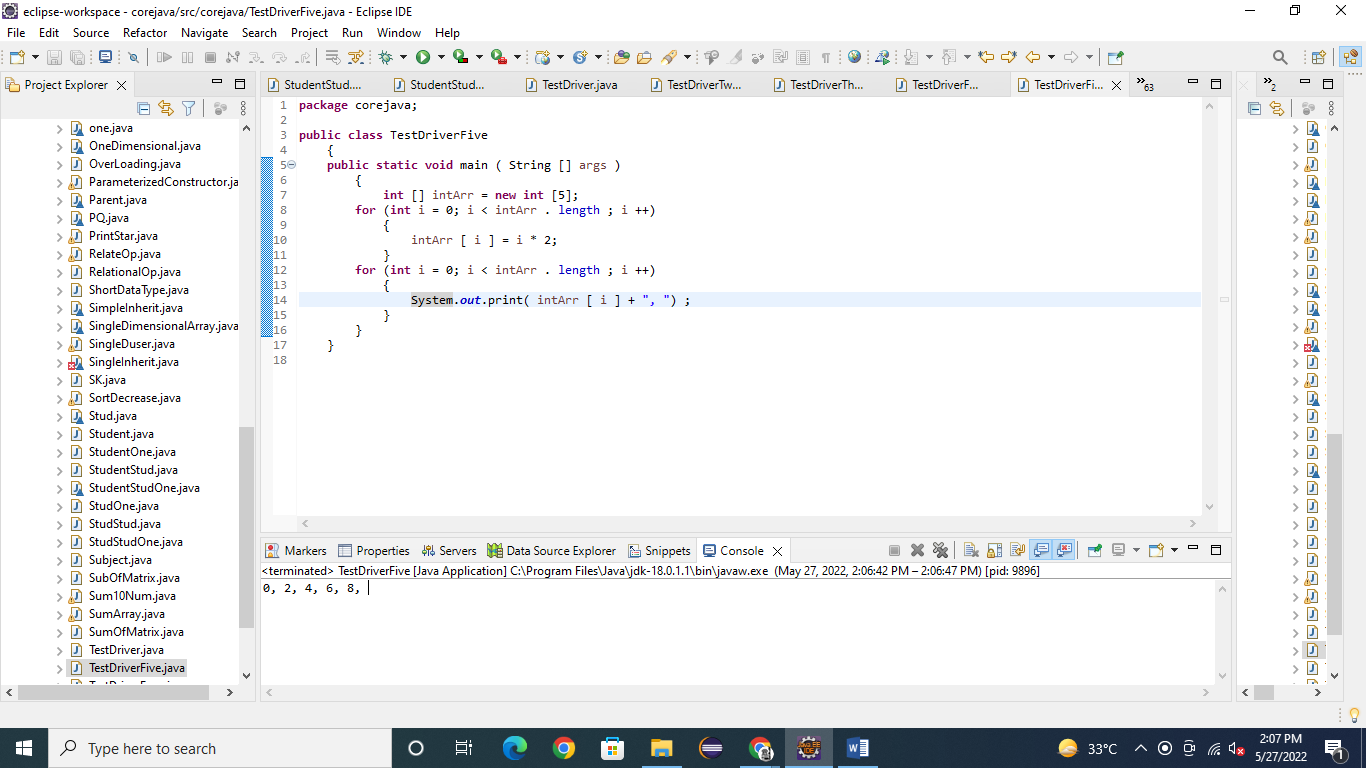 eclipse-workspace - corejava/src/corejava/TestDriverFive.java - Eclipse IDE
File Edit Source Refactor Navigate Search Project Run Window Help
Project Explorer
one.java
OneDimensional.java
OverLoading.java
ParameterizedConstructor.ja
Parent.java
PQ.java
PrintStar.java
RelateOp.java
RelationalOp.java
ShortDataType.java
SimpleInherit.java
SingleDimensionalArray.java
SingleDuser.java
SingleInherit.java
SK.java
SortDecrease.java
Stud.java
Student.java
StudentOne.java
StudentStud.java
StudentStudOne.java
StudOne.java
StudStud.java
StudStudOne.java
Subject.java
SubOfMatrix.java
Sum10Num.java
SumArray.java
SumOfMatrix.java
TestDriver.java
TestDriverFive.java
StudentStud.... StudentStud... TestDriver.java TestDriverTw... TestDriverTh... TestDriverF... TestDriverFi... 63
1 package corejava;
2
3 public class TestDriverFive
4 {
5 public static void main ( String [] args )
6 {
7 int [] intArr = new int [5];
8 for (int i = 0; i < intArr . length ; i ++)
9 {
10 intArr [ i ] = i * 2;
11 }
12 for (int i = 0; i < intArr . length ; i ++)
13 {
14 System.out.print( intArr [ i ] + ", ") ;
15 }
16 }
17 }
18
2
Markers Properties Servers Data Source Explorer Snippets Console
<terminated> TestDriverFive [Java Application] C:\Program Files\Java\jdk-18.0.1.1\bin\javaw.exe (May 27, 2022, 2:06:42 PM – 2:06:47 PM) [pid: 9896]
0, 2, 4, 6, 8,
Type here to search
33°C
2:07 PM
5/27/2022
1